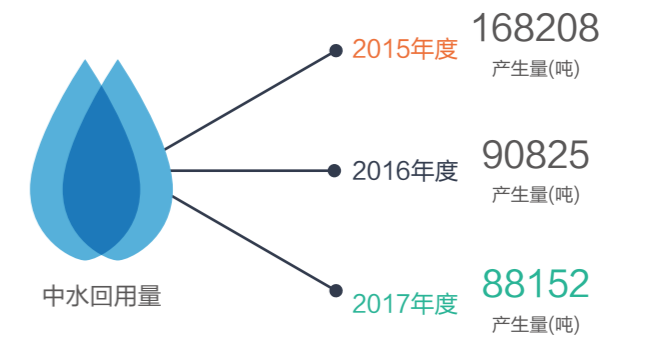 2015年度
168208
产生量(吨)
2016年度
90825
产生量(吨)
中水回用量
2017年度
88152
产生量(吨)